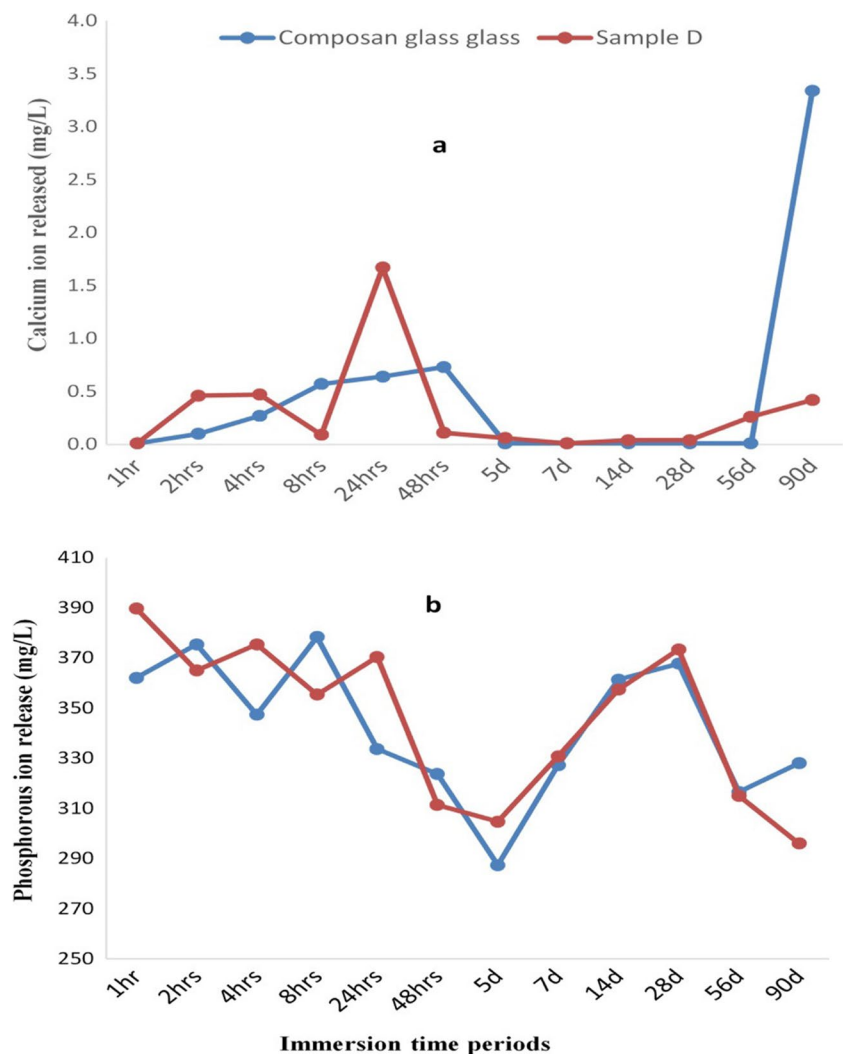 4.0
Composan glass glass
Sample D
3.5
3.0
a
2.5
2.0
1.5
1.0
0.5
0.0
Calcium ion released (mg/L)
1hr 2hrs 4hrs 8hrs 24hrs 48hrs 5d 7d 14d 28d 56d 90d
410
390
b
370
350
330
310
290
270
250
Phosphorous ion release (mg/L)
1hr 2hrs 4hrs 8hrs 24hrs 48hrs 5d 7d 14d 28d 56d 90d
Immersion time periods